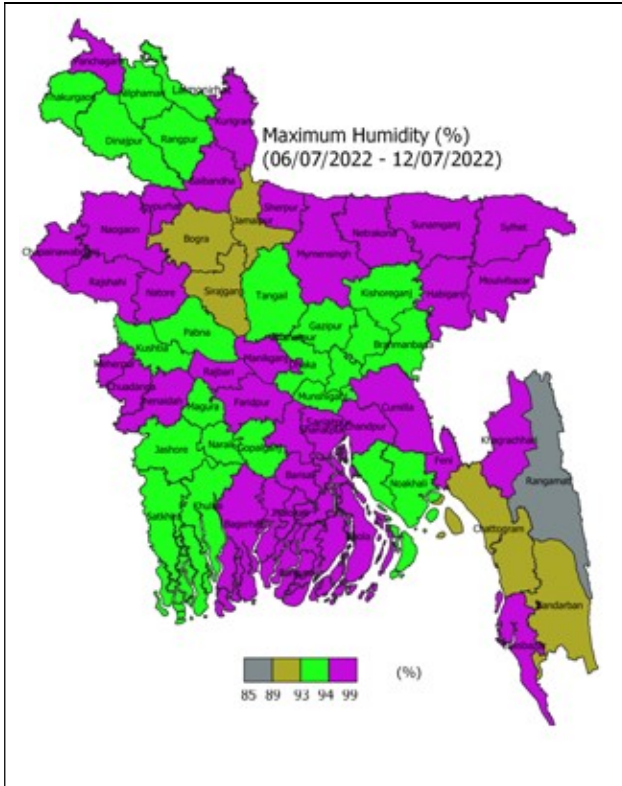 Panchagarh
Lalmonirhat
Nilphamari
Thakurgaon
Kurigram
Dinajpur
Rangpur
Maximum Humidity (%)
(06/07/2022 - 12/07/2022)
Gaibandha
Sherpur
Joypurhat
Jamalpur
Naogaon
Netrakona
Sunamganj
Sylhet
Bogra
Mymensingh
Chapainawabganj
Rajshahi
Natore
Sirajganj
Tangail
Kishoreganj
Habiganj
Moulvibazar
Pabna
Gazipur
Kushtia
Brahmanbaria
Manikganj
Dhaka
Meherpur
Rajbari
Chuadanga
Munshiganj
Jhenaidah
Magura
Faridpur
Cumilla
Chandpur
Khagrachhari
Jashore
Narail
Gopalganj
Feni
Rangamati
Barisal
Noakhali
Satkhira
Khulna
Bagerhat
Bhola
Chattogram
Bandarban
(%)
85 89 93 94 99